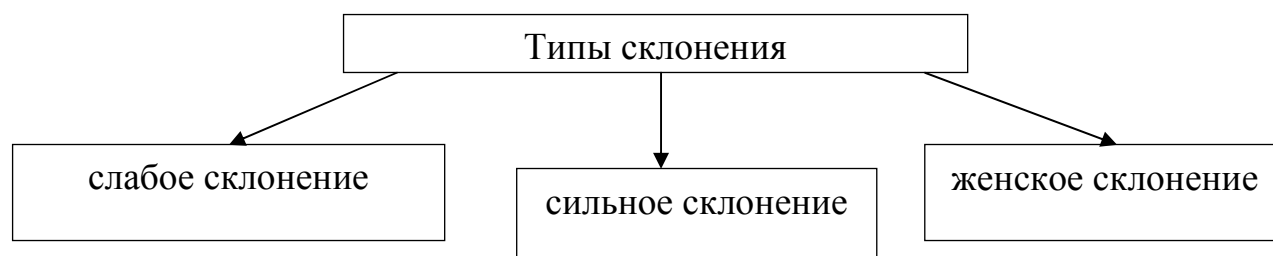 Типы склонения
слабое склонение
сильное склонение
женское склонение